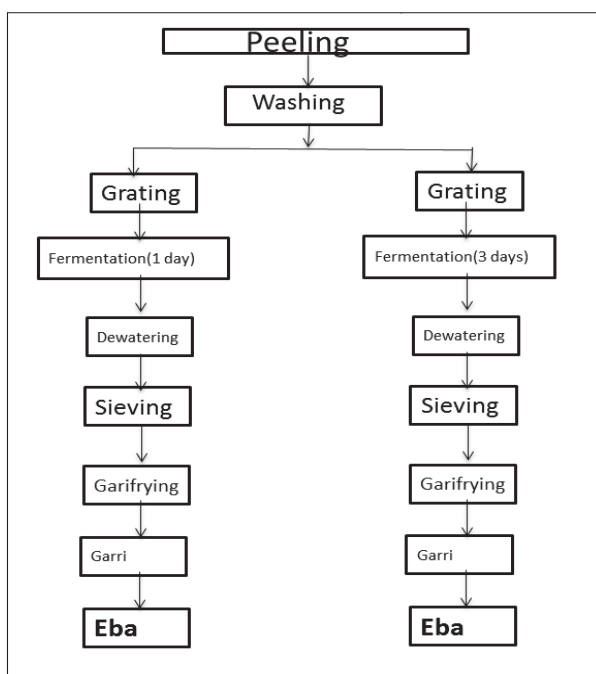 Peeling
Washing
Grating
Fermentation(1 day)
Dewatering
Sieving
Garifrying
Garri
Eba
Grating
Fermentation(3 days)
Dewatering
Sieving
Garifrying
Garri
Eba